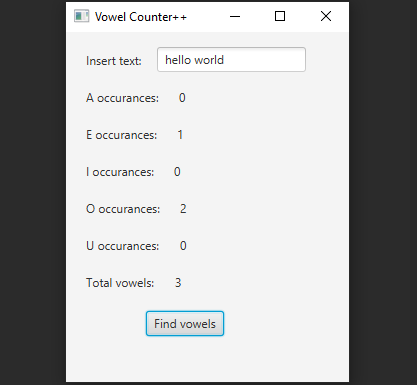 Vowel Counter++
Insert text: hello world
A occurances: 0
E occurances: 1
I occurances: 0
O occurances: 2
U occurances: 0
Total vowels: 3
Find vowels